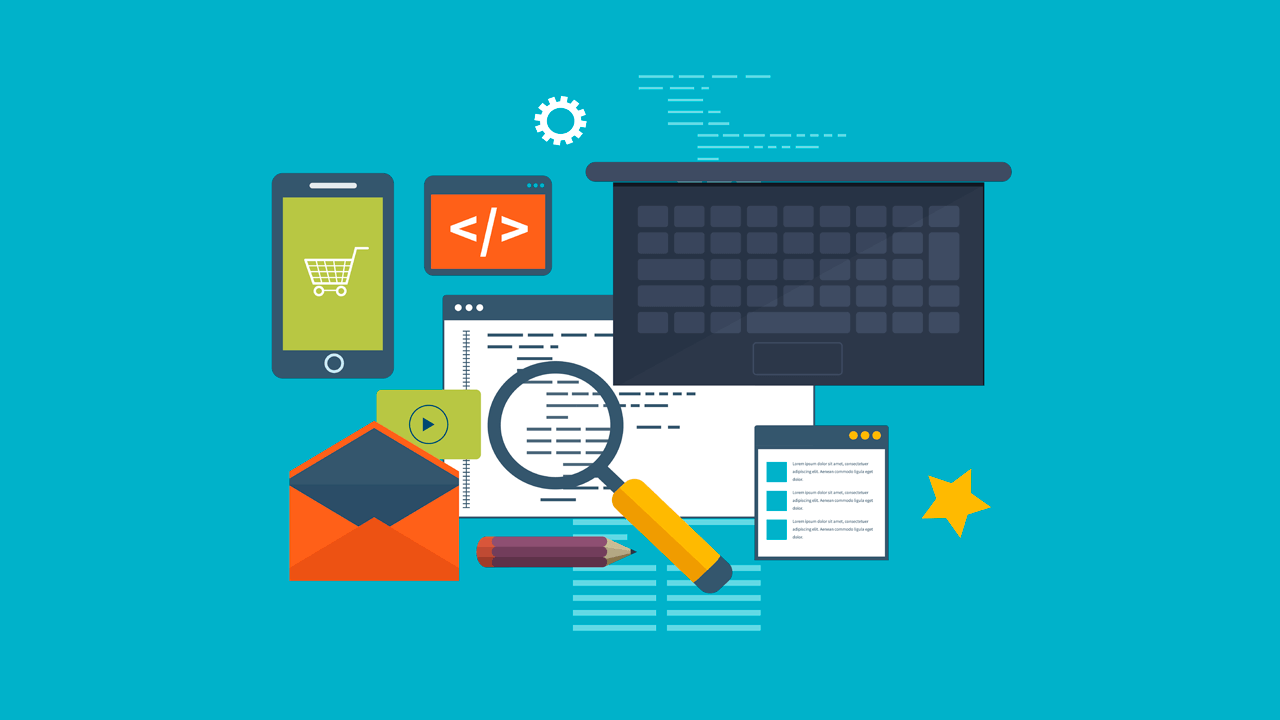 </>
Lorem ipsum dolor sit amet, consectetuer
adipiscing elit. Aenean commodo ligula eget
dolor.
Lorem ipsum dolor sit amet, consectetuer
adipiscing elit. Aenean commodo ligula eget
dolor.
Lorem ipsum dolor sit amet, consectetuer
adipiscing elit. Aenean commodo ligula eget
dolor.